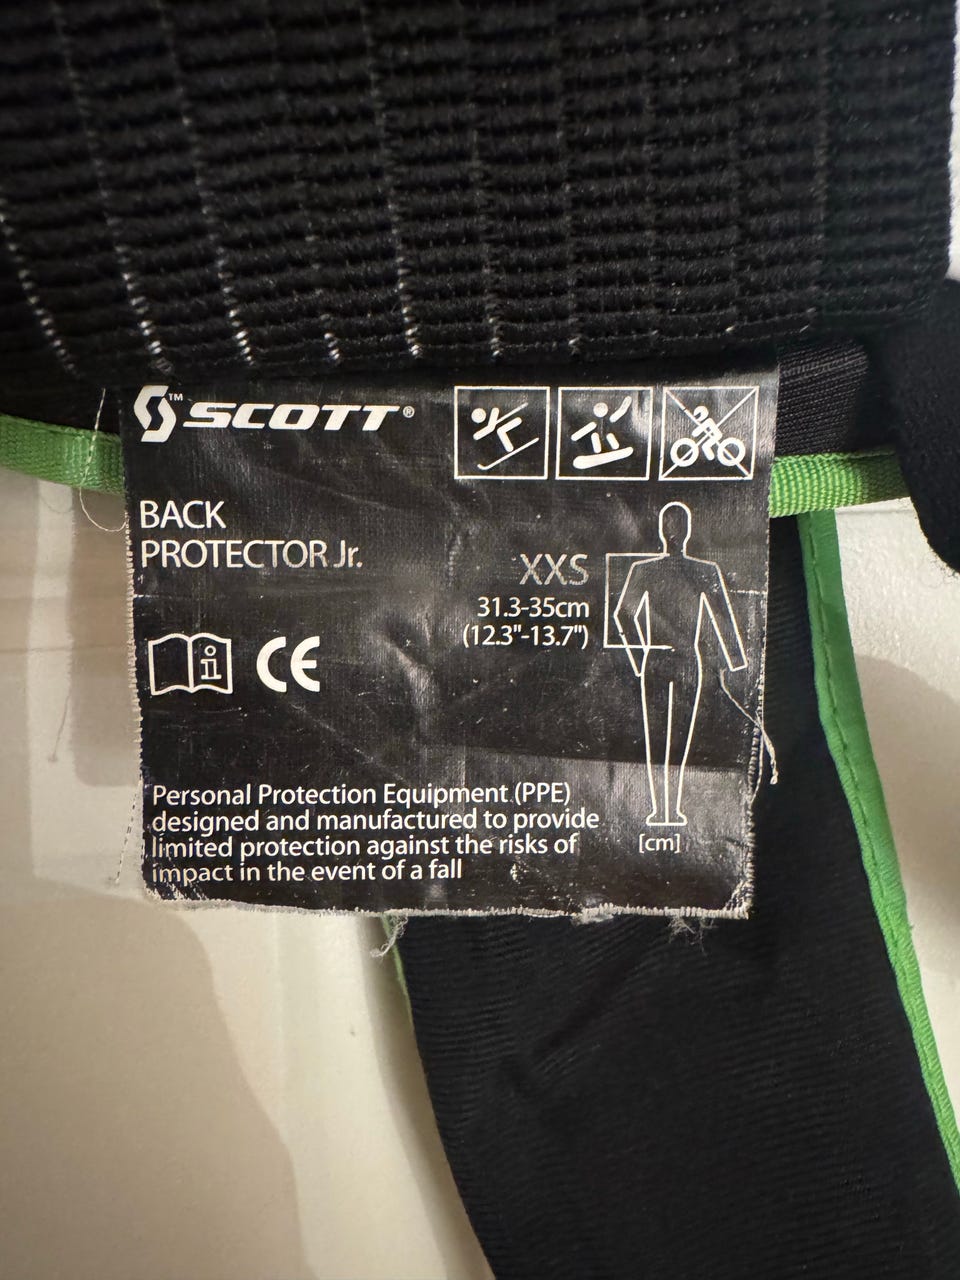 SCOTT®
BACK
PROTECTOR Jr.
XXS
31.3-35cm
(12.3"-13.7")
CE
Personal Protection Equipment (PPE)
designed and manufactured to provide
limited protection against the risks of
impact in the event of a fall
[cm]